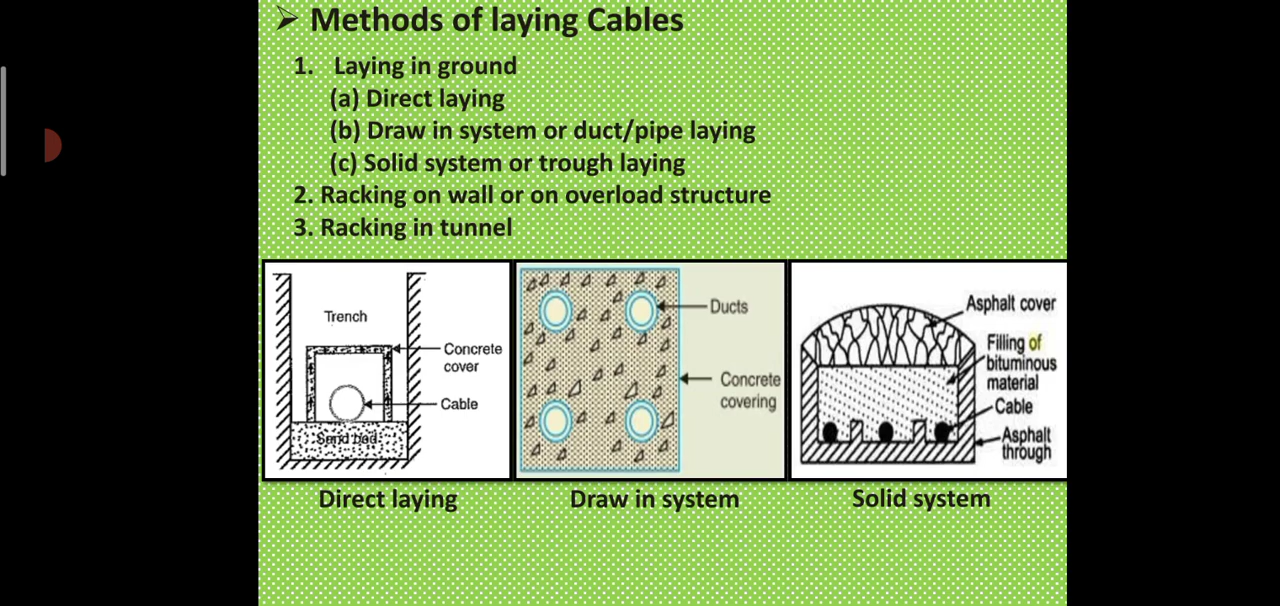 ➢ Methods of laying Cables
1. Laying in ground
(a) Direct laying
(b) Draw in system or duct/pipe laying
(c) Solid system or trough laying
2. Racking on wall or on overload structure
3. Racking in tunnel
Trench
Concrete
cover
Cable
Sand bed
Ducts
Concrete
covering
Asphalt cover
Filling of
bituminous
material
Cable
Asphalt
through
Direct laying
Draw in system
Solid system